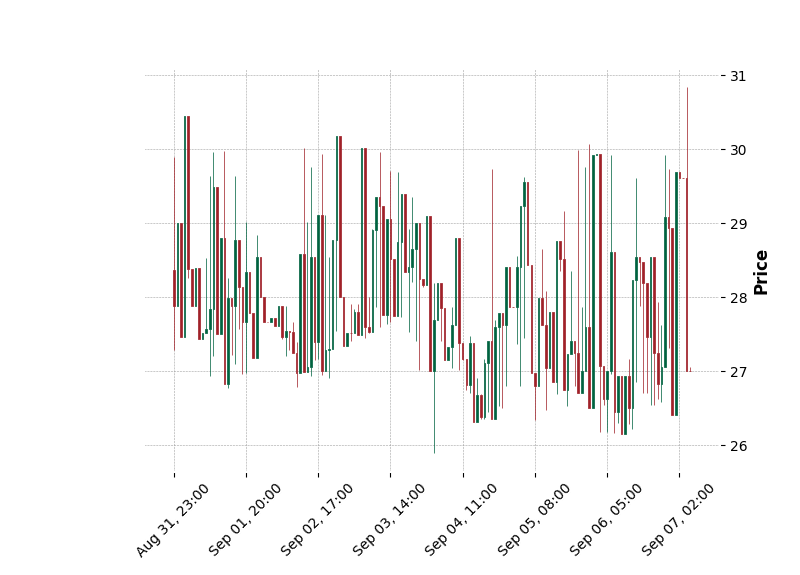 31
30
29
28
27
26
Price
Aug 31, 23:00
Sep 01, 20:00
Sep 02, 17:00
Sep 03, 14:00
Sep 04, 11:00
Sep 05, 08:00
Sep 06, 05:00
Sep 07, 02:00